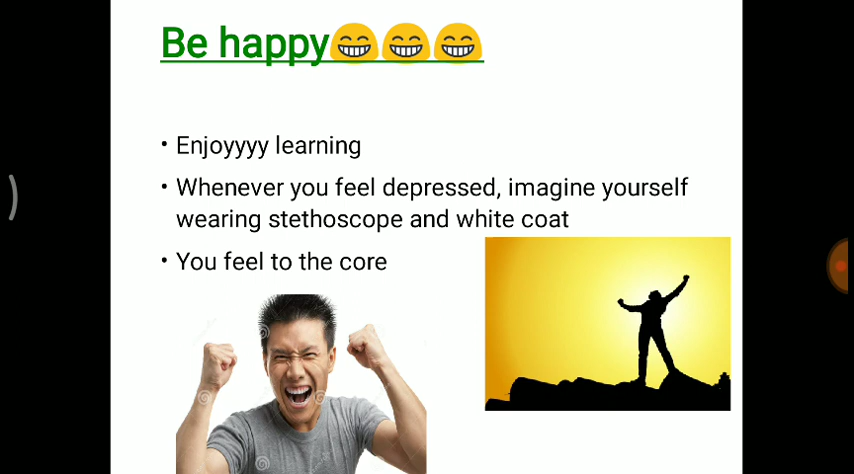 Be happy😁😁😁
• Enjoyyyy learning
• Whenever you feel depressed, imagine yourself
wearing stethoscope and white coat
• You feel to the core